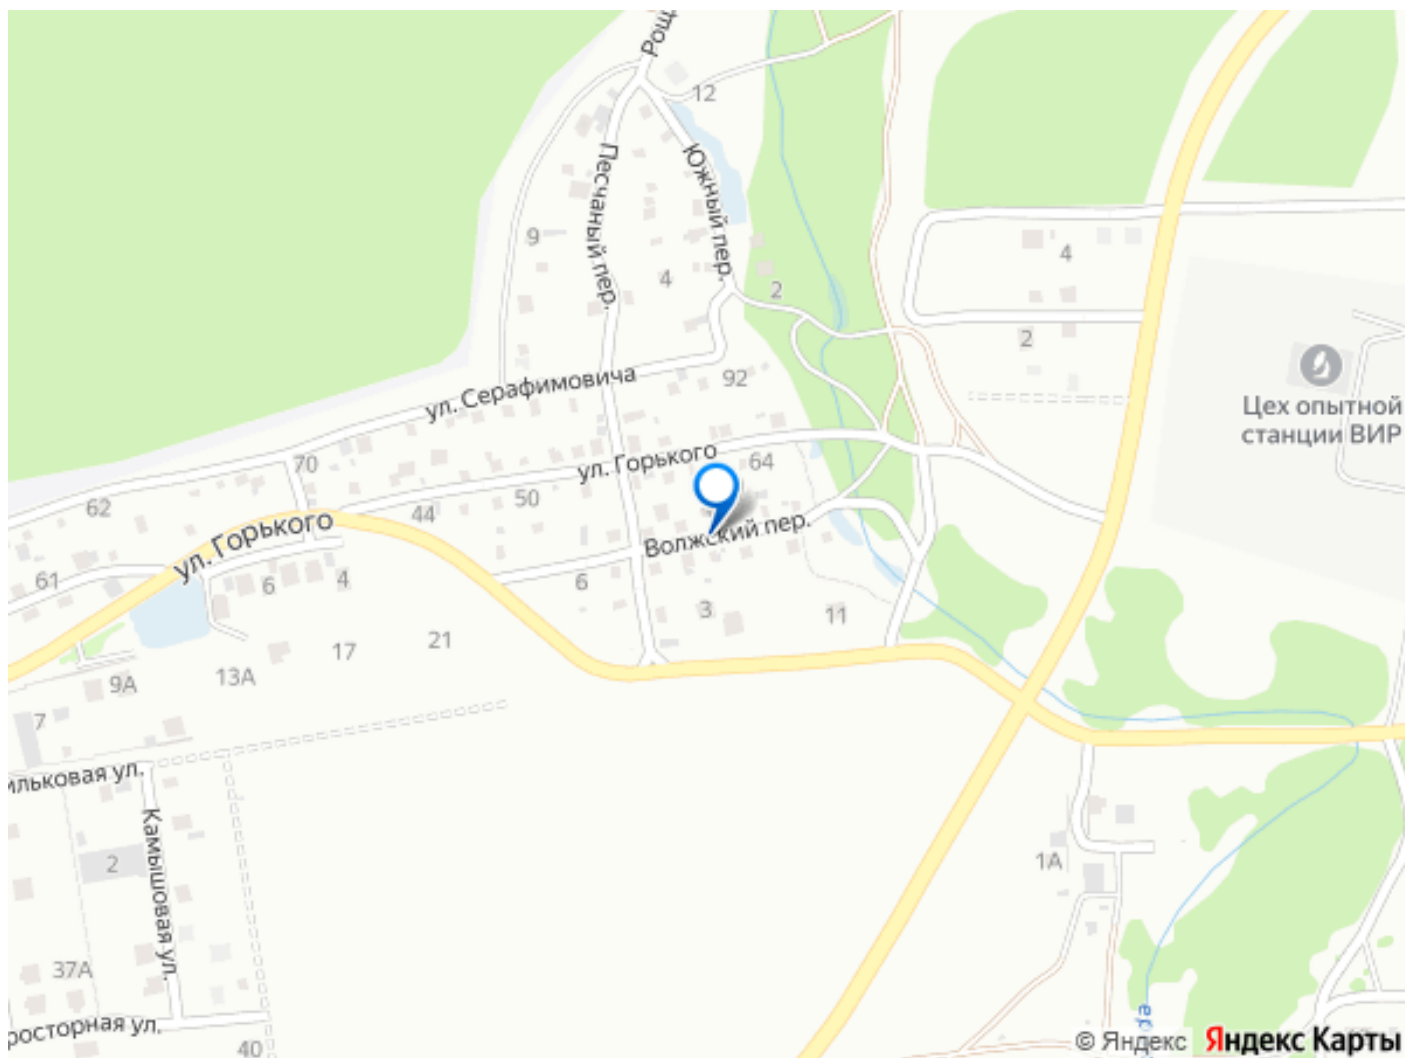 Рощ
12
Песчаный пер.
Южный пер.
9
4
4
2
2
ул. Серафимовича
92
Цех опытной
станции ВИР
ул. Горького
64
70
50
62
44
ул. Горького
Волжский пер.
61
6
4
6
3
11
21
17
13А
9А
7
ильковая ул.
Камышовая ул.
2
1А
37А
росторная ул.
40
© Яндекс Яндекс Карты